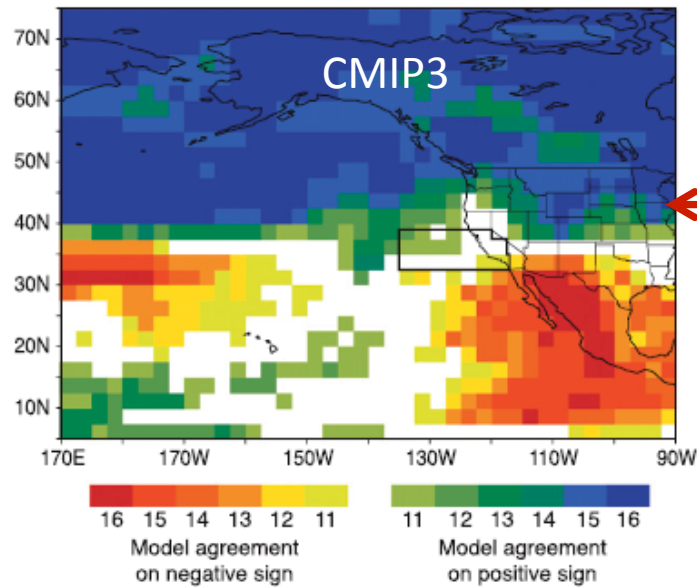 75N
CMIP3
60N
50N
40N
30N
20N
10N
170E 170W 150W 130W 110W 90W
16 15 14 13 12 11 11 12 13 14 15 16
Model agreement Model agreement
on negative sign on positive sign